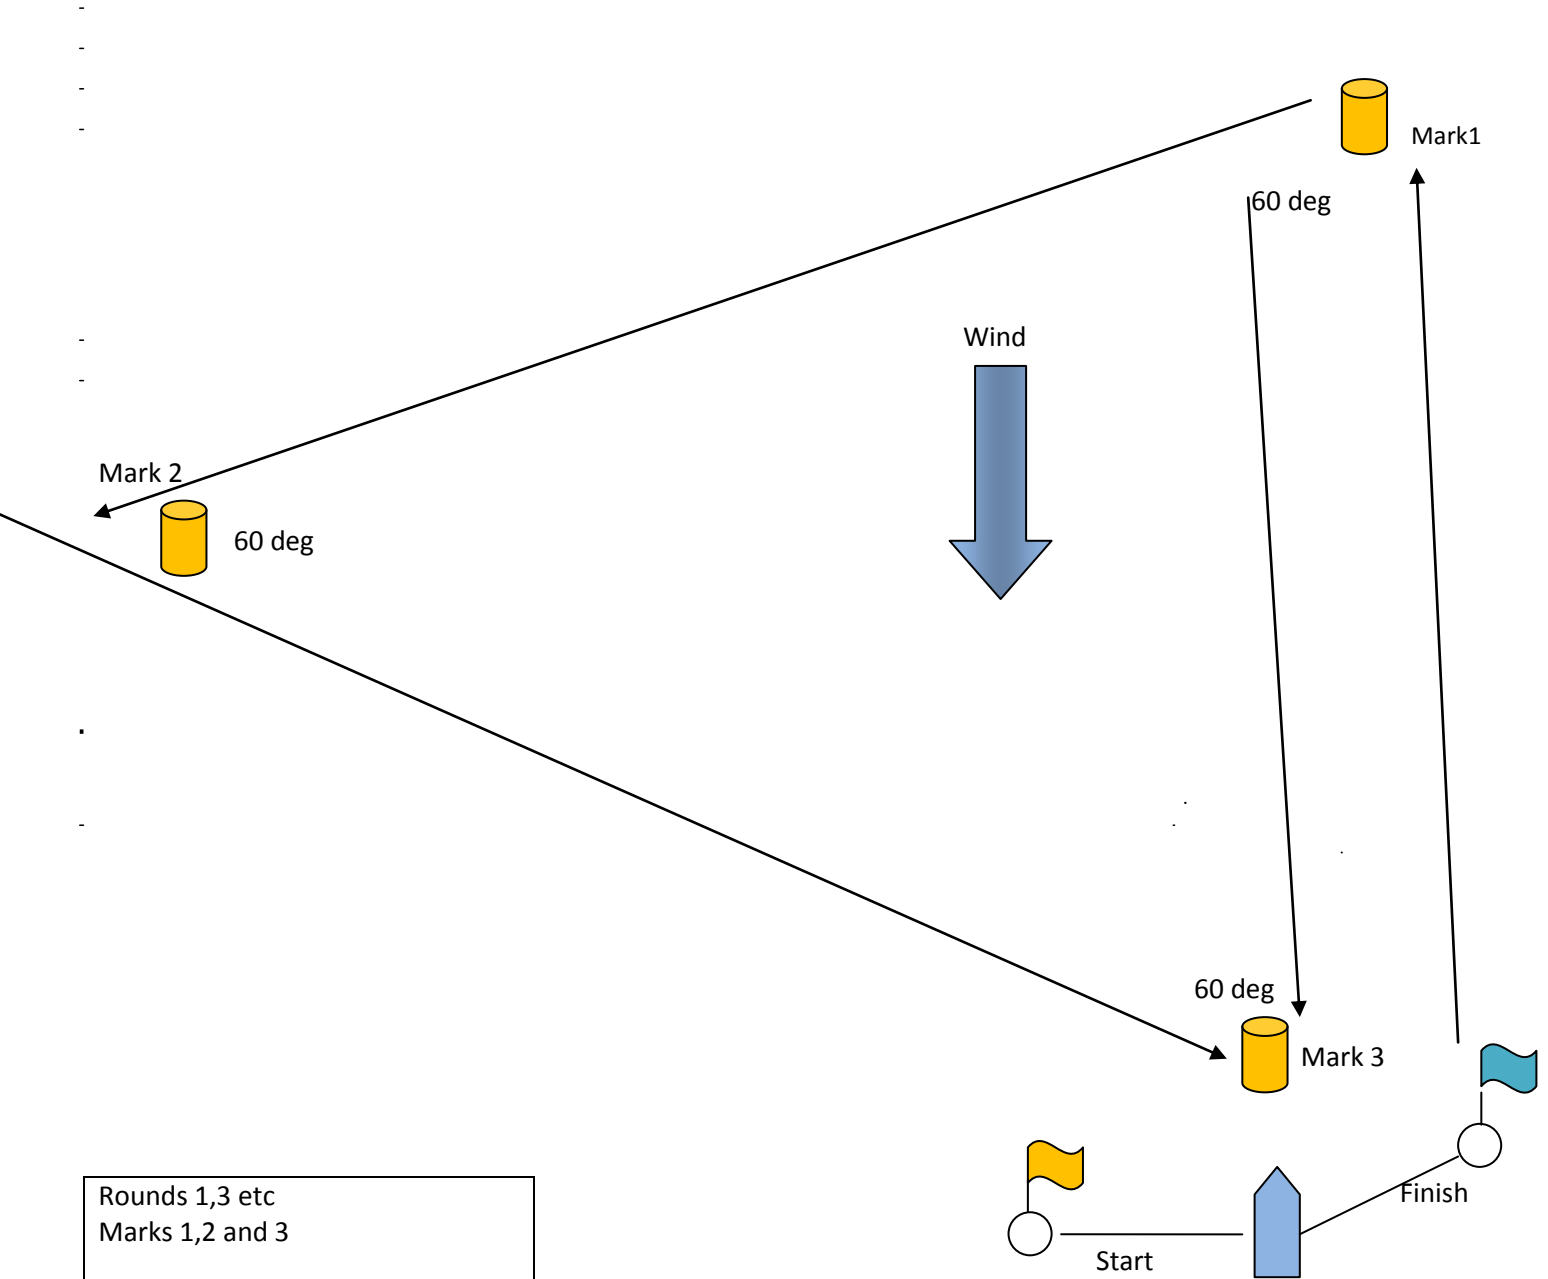 Mark1
60 deg
Wind
Mark 2
60 deg
60 deg
Mark 3
Finish
Start
Rounds 1,3 etc
Marks 1,2 and 3